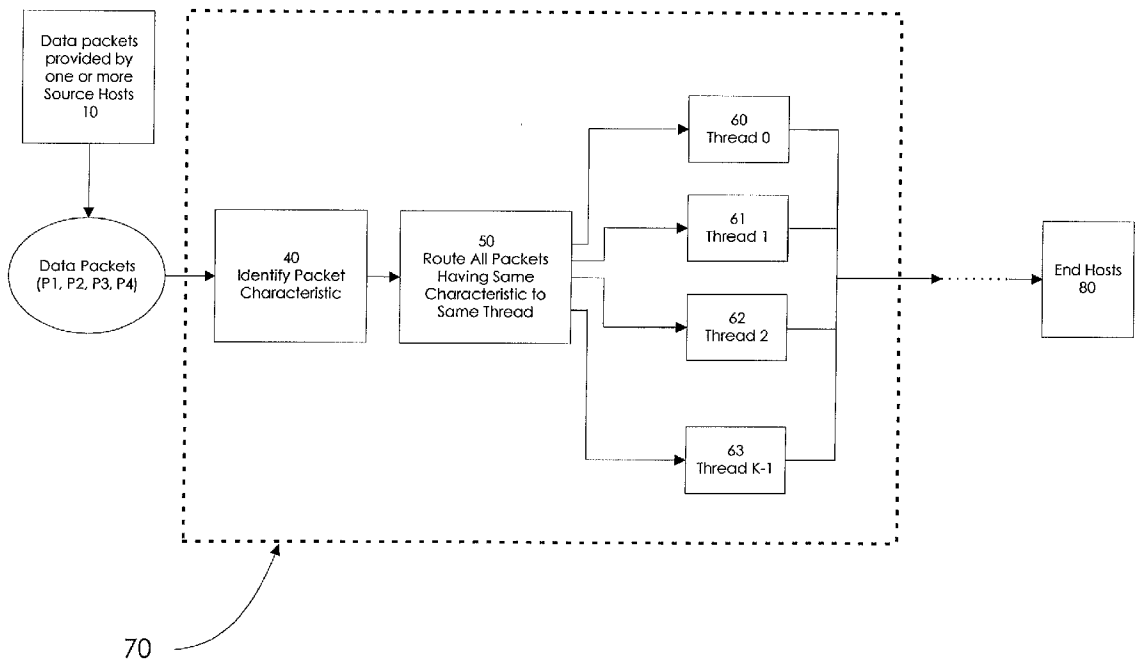 Data packets
provided by
one or more
Source Hosts
10
Data Packets
(P1, P2, P3, P4)
40
Identify Packet
Characteristic
50
Route All Packets
Having Same
Characteristic to
Same Thread
60
Thread 0
61
Thread 1
62
Thread 2
63
Thread K-1
End Hosts
80
70